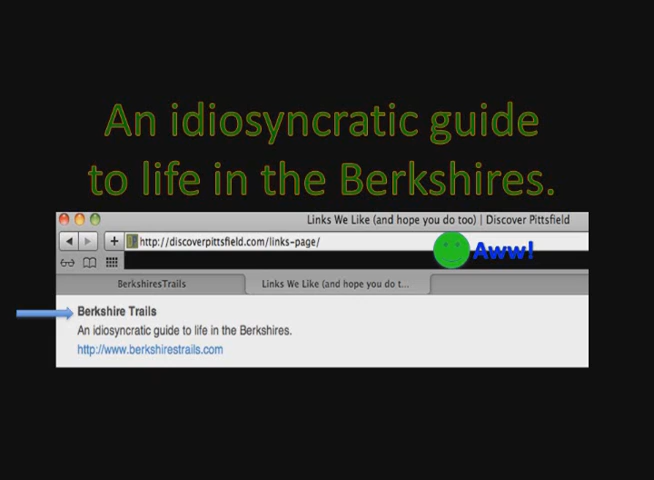 An idiosyncratic guide
to life in the Berkshires.
Links We Like (and hope you do too) | Discover Pittsfield
http://discoverpittsfield.com/links-page/
Aww!
BerkshiresTrails
Links We Like (and hope you do t...
Berkshire Trails
An idiosyncratic guide to life in the Berkshires.
http://www.berkshirestrails.com